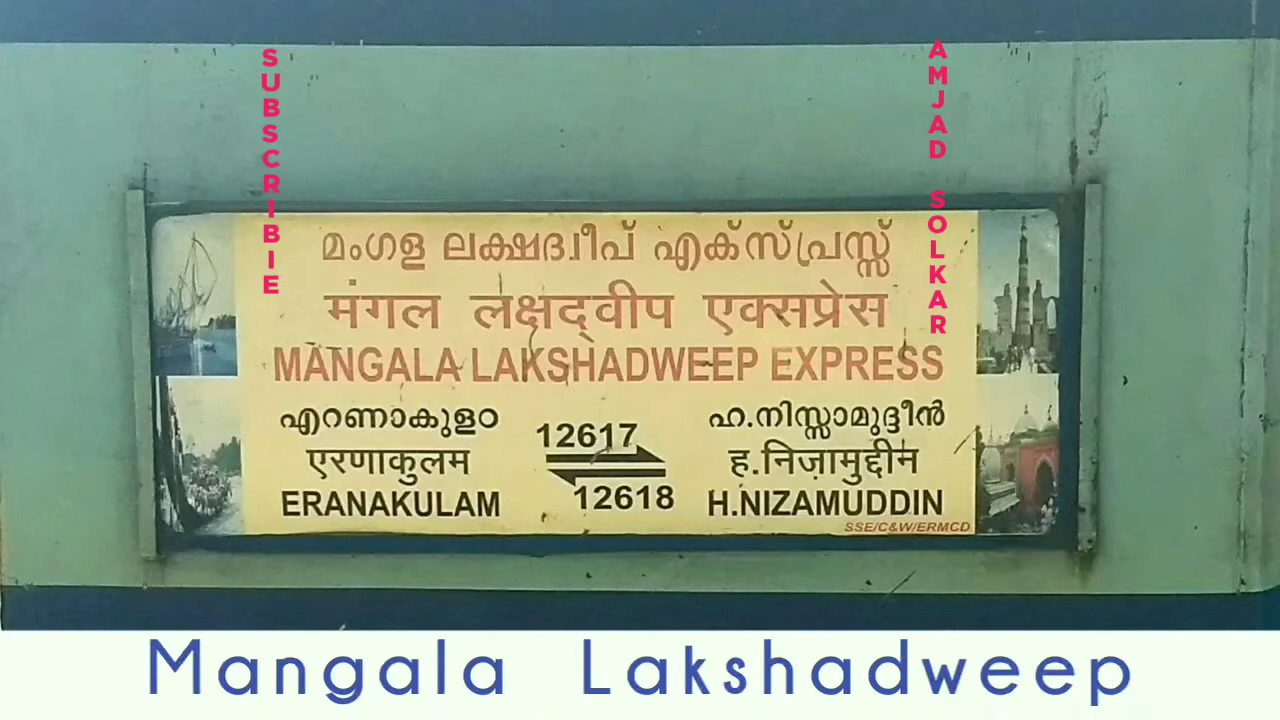 SUBSCRIBIE
AMJAD SOLKAR
മംഗള ലക്ഷദ്വീപ് എക്സ്പ്രസ്സ്
मंगल लक्षद्वीप एक्सप्रेस
MANGALA LAKSHADWEEP EXPRESS
എറണാകുളഠ 12617 ഹ.നിസ്സാമുദ്ദീൻ
एरणाकुलम ह.निज़ामुद्दीन
ERANAKULAM 12618 H.NIZAMUDDIN
SSE/C&W/ERMCD
Mangala Lakshadweep